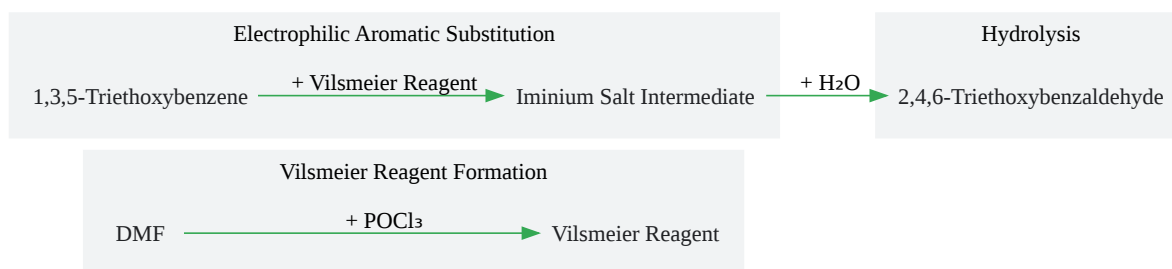 Electrophilic Aromatic Substitution
Hydrolysis
1,3,5-Triethoxybenzene
+ Vilsmeier Reagent
Iminium Salt Intermediate
+ H₂O
2,4,6-Triethoxybenzaldehyde
Vilsmeier Reagent Formation
DMF
+ POCl₃
Vilsmeier Reagent